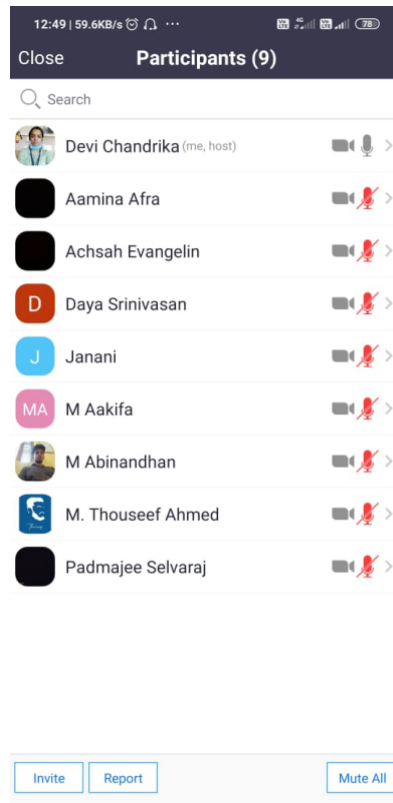 12:49 | 59.6KB/s ··· 4G 78
Close Participants (9)
Search
Devi Chandrika (me, host)
Aamina Afra
Achsah Evangelin
D Daya Srinivasan
J Janani
MA M Aakifa
M Abinandhan
M. Thouseef Ahmed
Padmajee Selvaraj
Invite Report Mute All